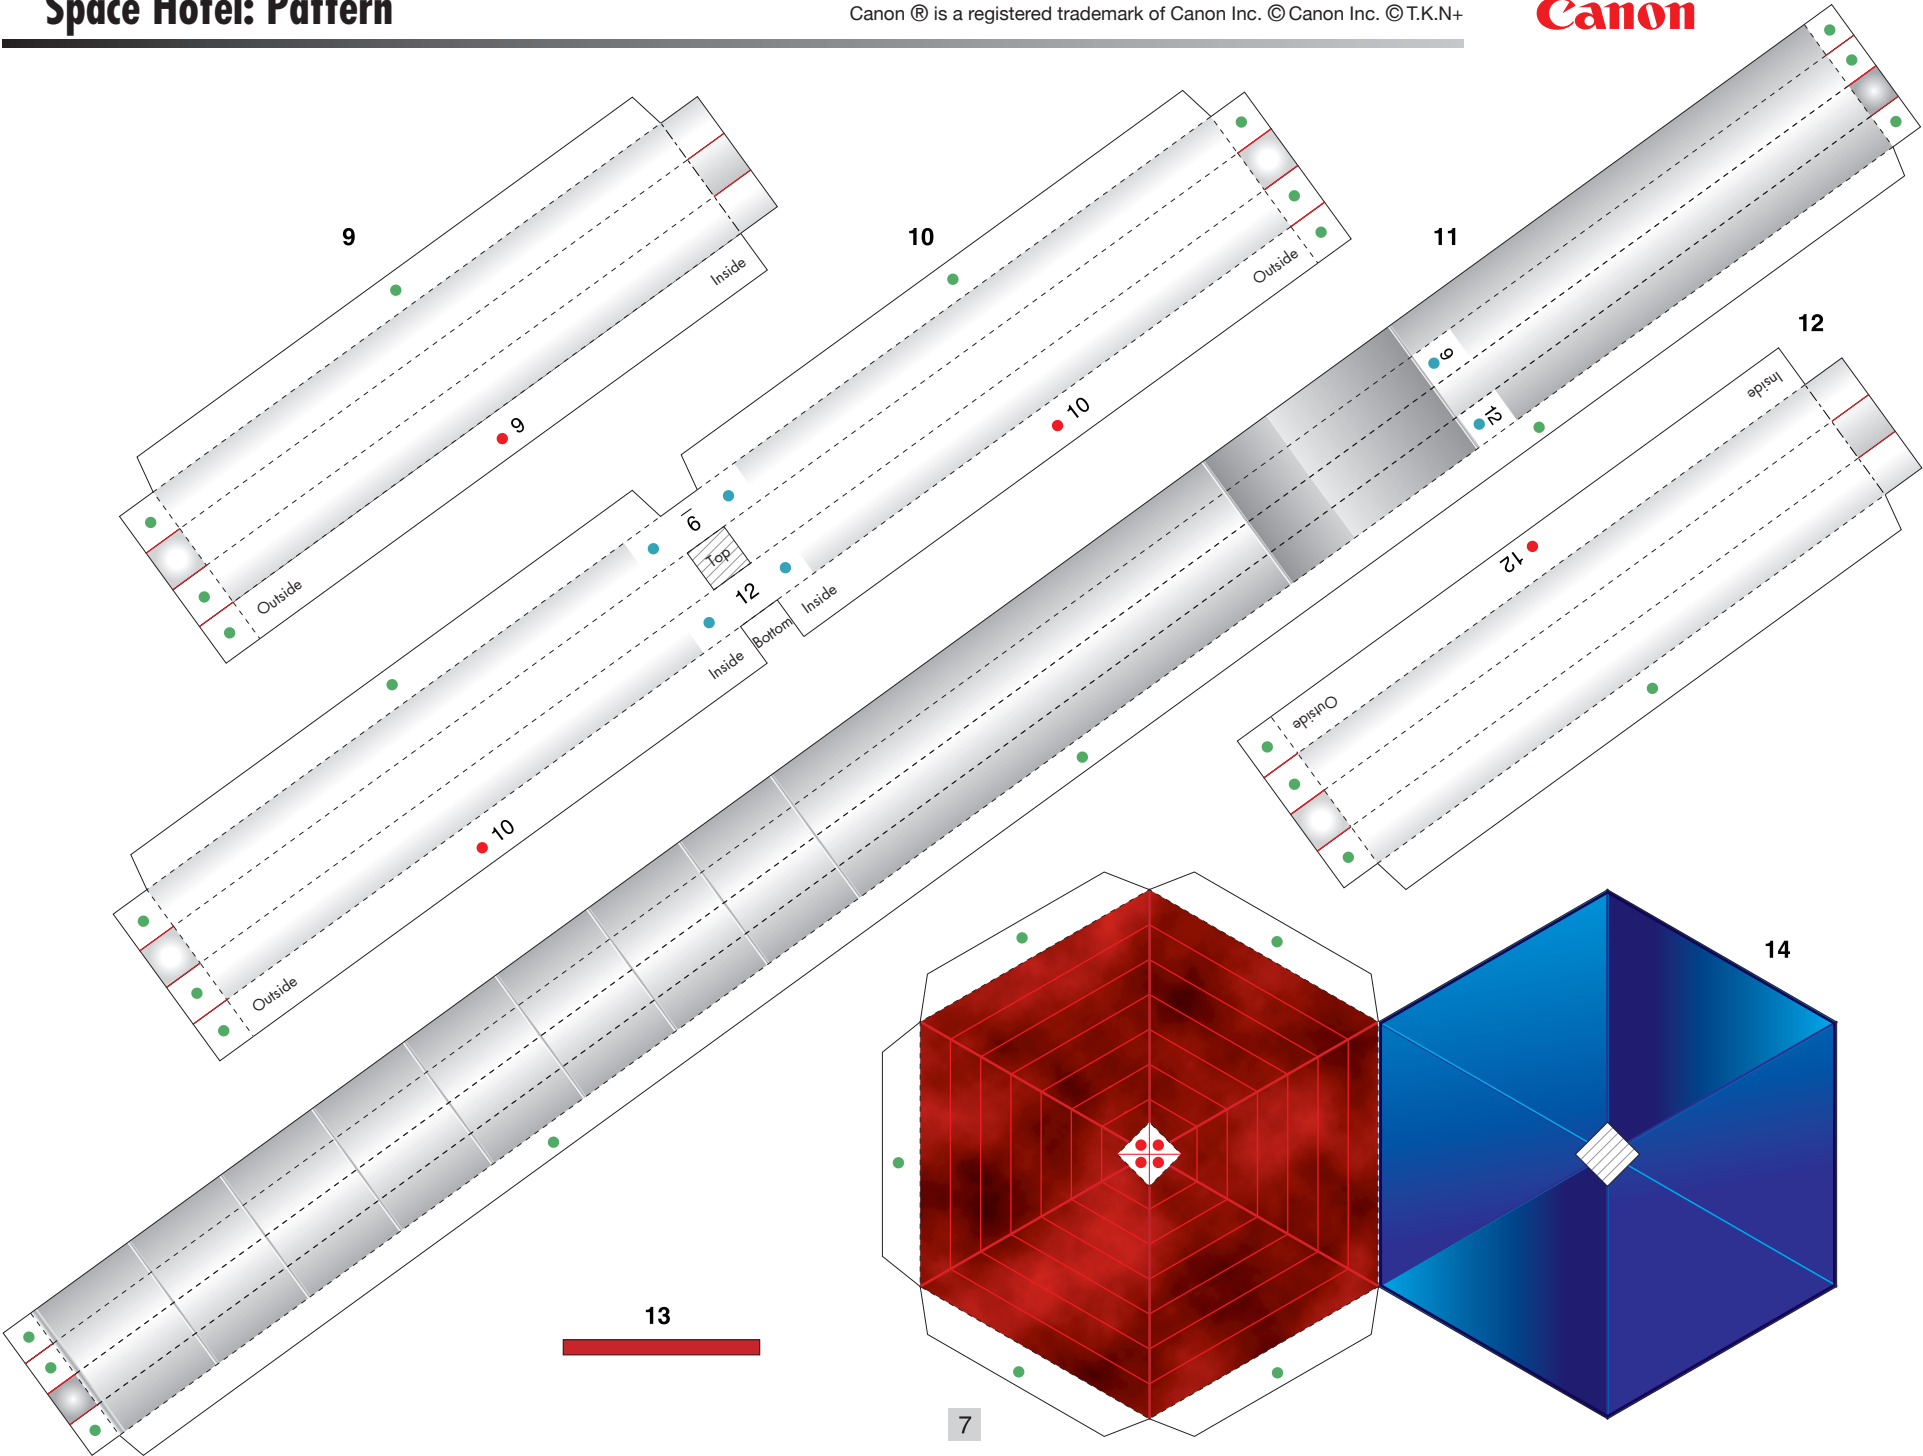 Space Hotel: Pattern
Canon ® is a registered trademark of Canon Inc. © Canon Inc. © T.K.N+
Canon
9
Inside
9
Outside
10
Outside
10
9
Top
12
Inside
Bottom
Inside
10
Outside
11
9
12
12
Inside
12
Outside
13
14
7